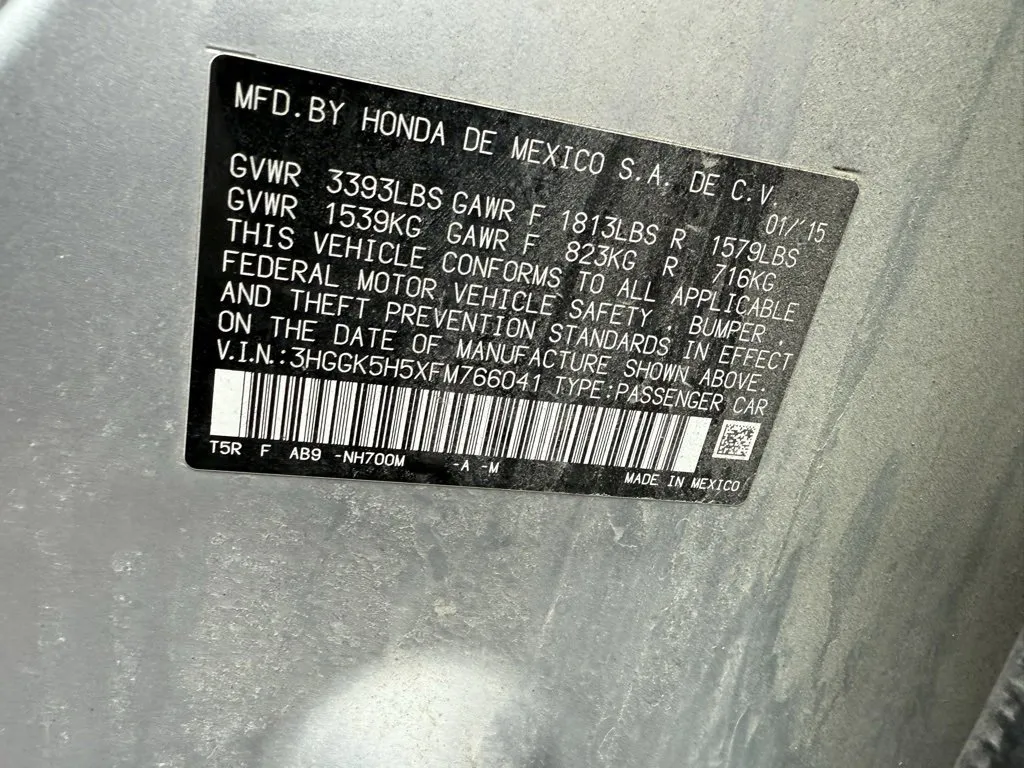 MFD.BY HONDA DE MEXICO S.A. DE C.V.
01/'15
GVWR 3393LBS GAWR F 1813LBS R 1579LBS
GVWR 1539KG GAWR F 823KG R 716KG
THIS VEHICLE CONFORMS TO ALL APPLICABLE
FEDERAL MOTOR VEHICLE SAFETY , BUMPER ,
AND THEFT PREVENTION STANDARDS IN EFFECT
ON THE DATE OF MANUFACTURE SHOWN ABOVE.
V.I.N.:3HGGK5H5XFM766041 TYPE:PASSENGER CAR
T5R F AB9 -NH700M -A -M
MADE IN MEXICO